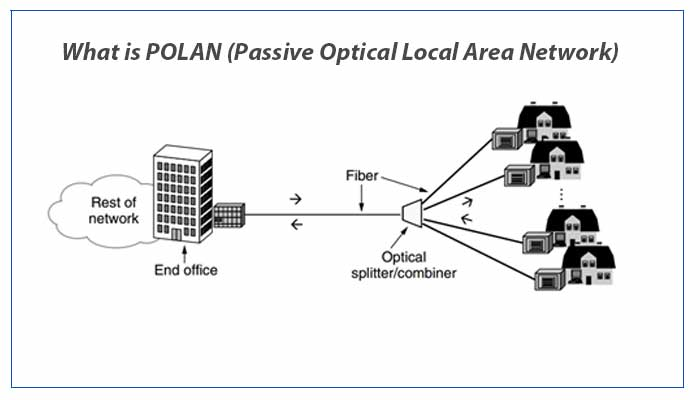 What is POLAN (Passive Optical Local Area Network)
Rest of
network
End office
Fiber
Optical
splitter/combiner